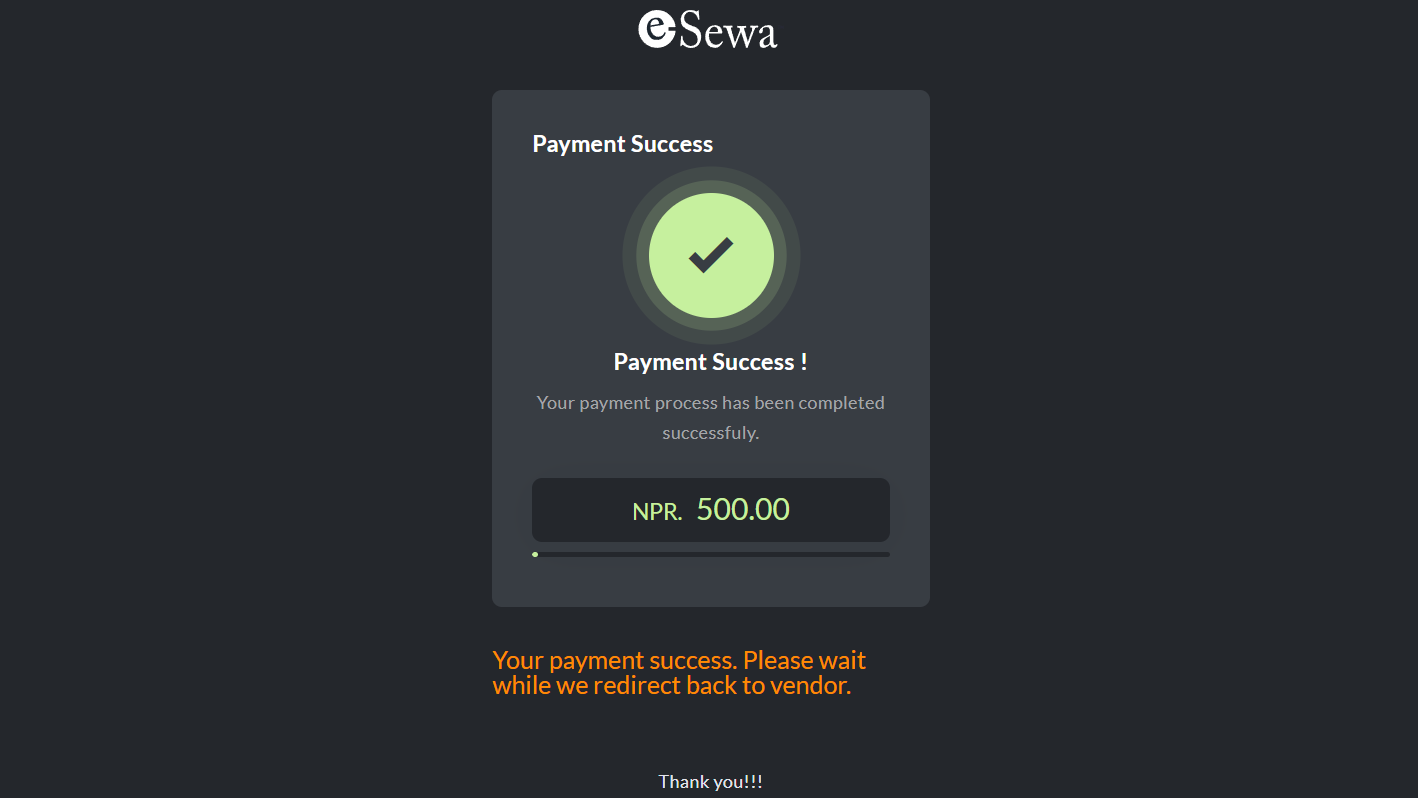 eSewa
Payment Success
Payment Success !
Your payment process has been completed
successfuly.
NPR. 500.00
Your payment success. Please wait
while we redirect back to vendor.
Thank you!!!